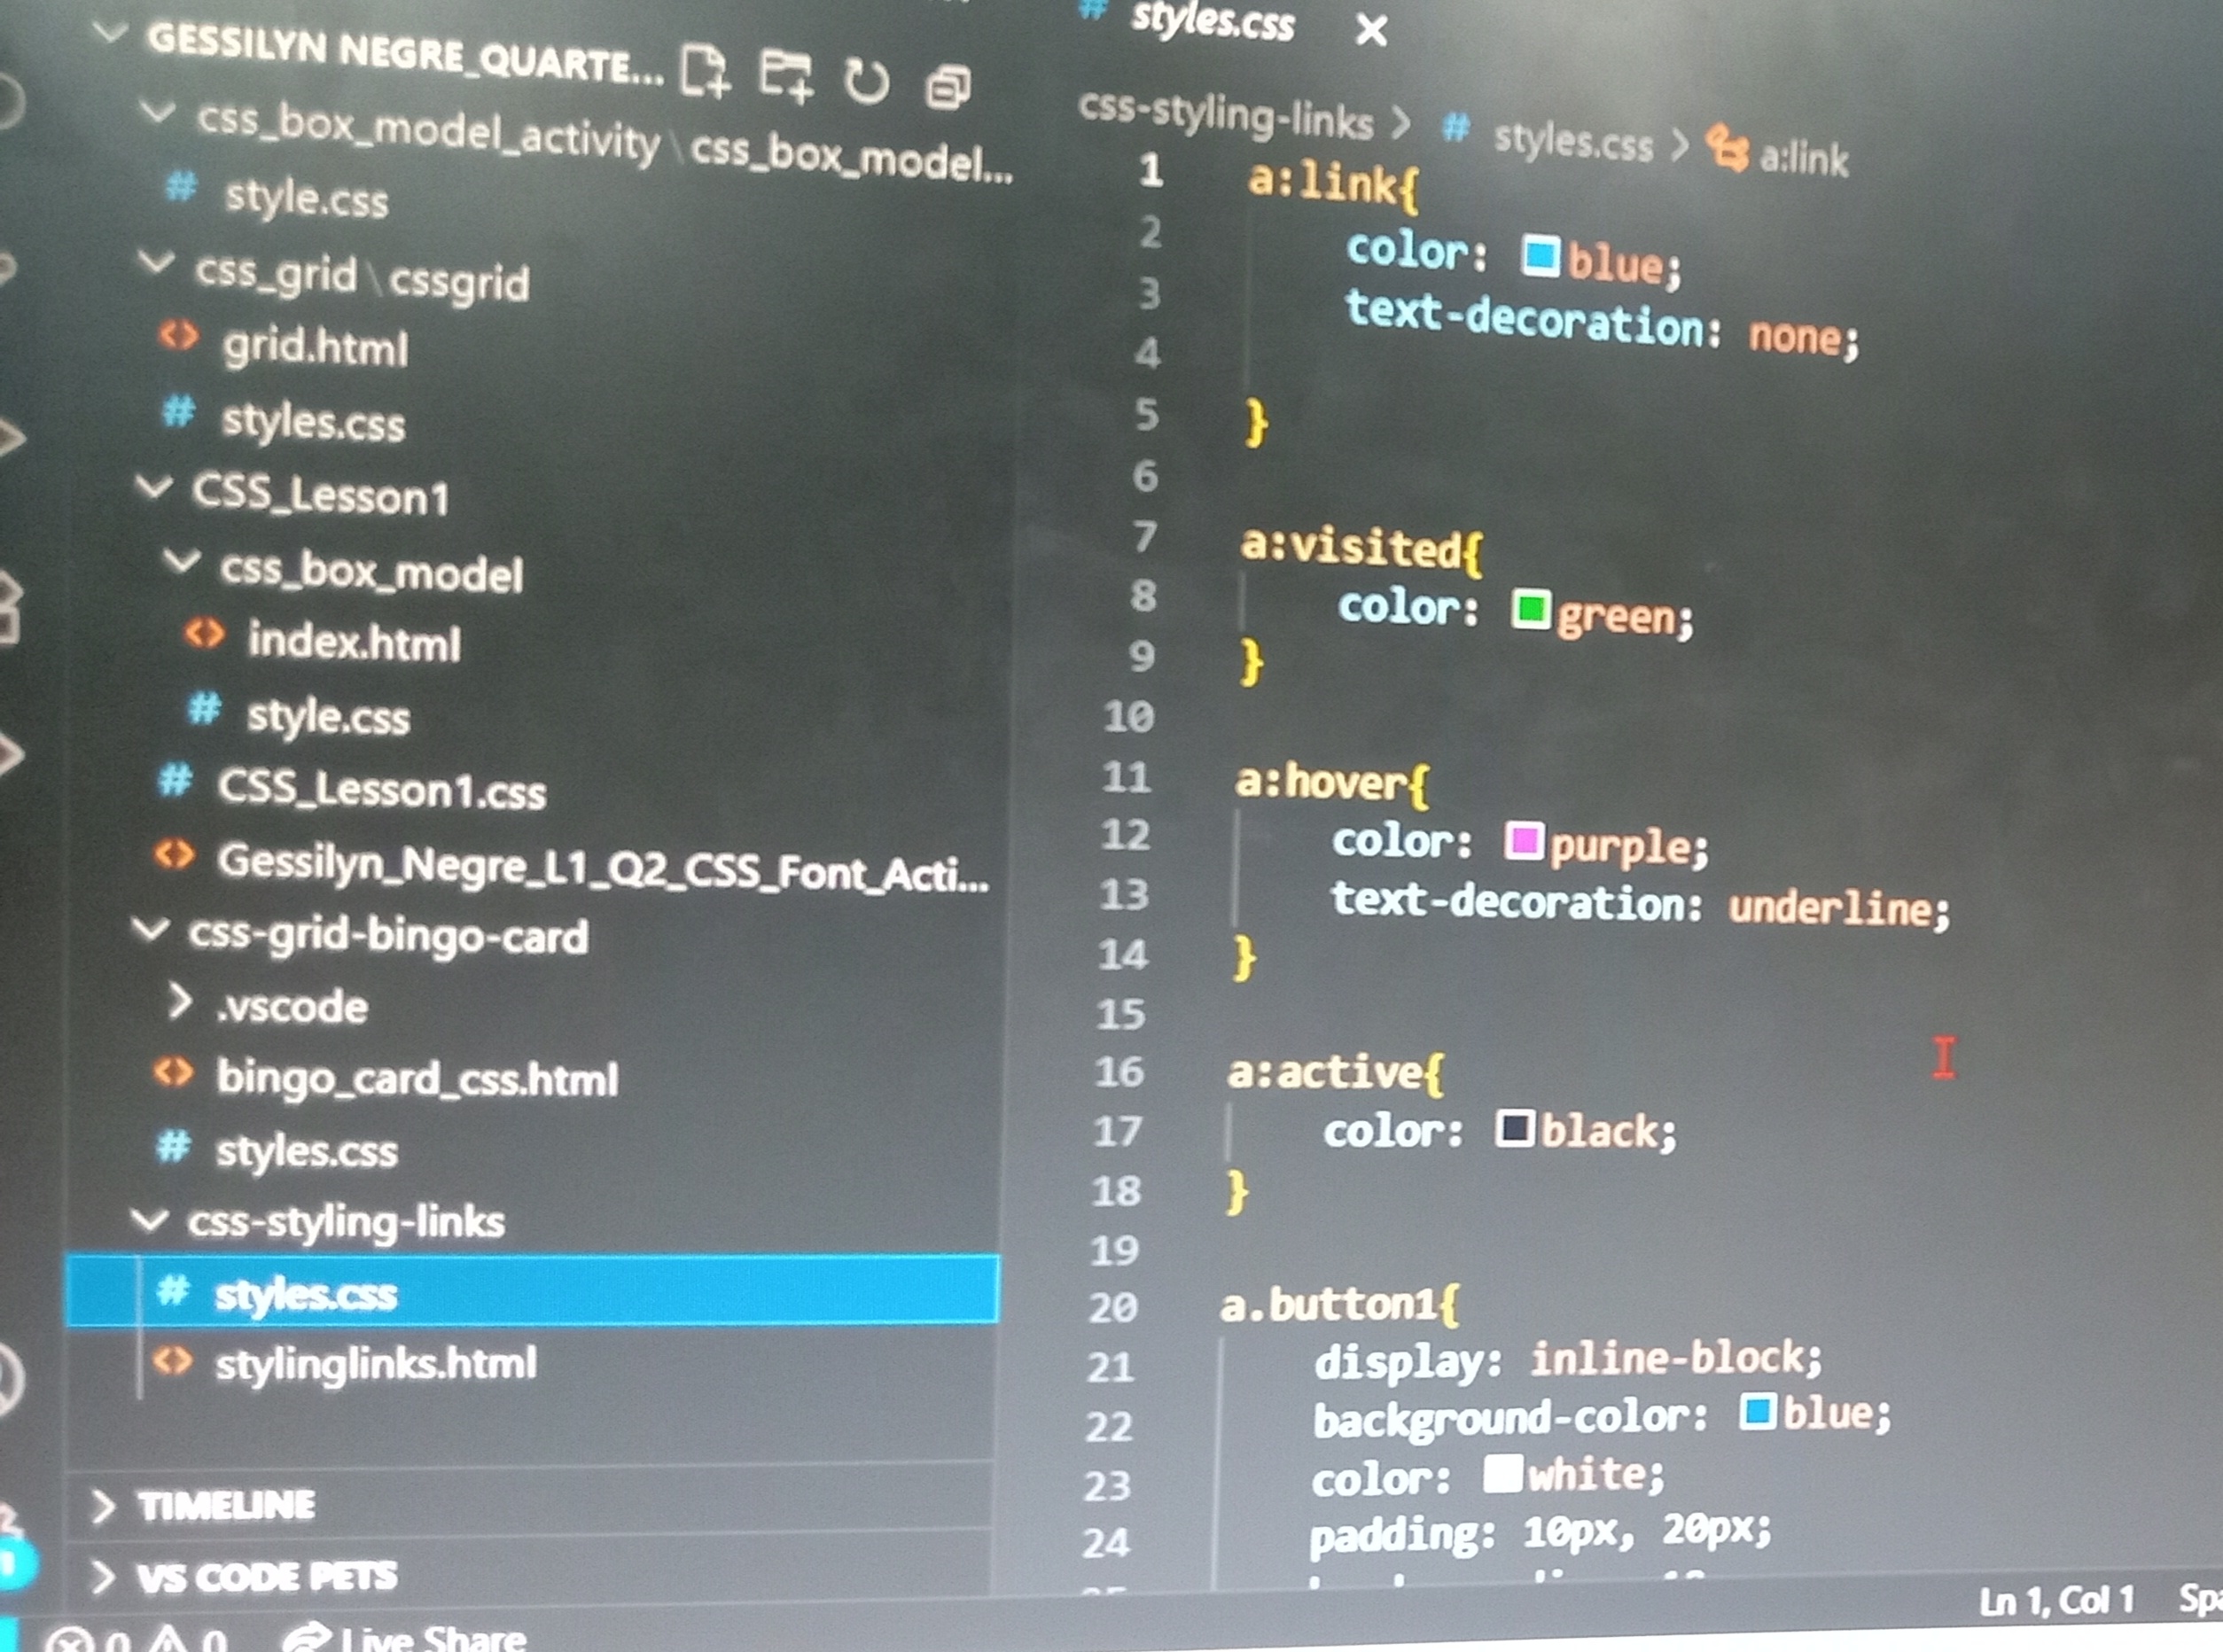 GESSILYN NEGRE_QUARTE...
css_box_model_activity \ css_box_model...
# style.css
css_grid \ cssgrid
<> grid.html
# styles.css
CSS_Lesson1
css_box_model
<> index.html
# style.css
# CSS_Lesson1.css
<> Gessilyn_Negre_L1_Q2_CSS_Font_Acti...
css-grid-bingo-card
.vscode
<> bingo_card_css.html
# styles.css
css-styling-links
# styles.css
<> stylinglinks.html
TIMELINE
VS CODE PETS
0 0 Live Share
# styles.css
css-styling-links > # styles.css > a:link
1 a:link{
2 color: blue;
3 text-decoration: none;
4
5 }
6
7 a:visited{
8 color: green;
9 }
10
11 a:hover{
12 color: purple;
13 text-decoration: underline;
14 }
15
16 a:active{
17 color: black;
18 }
19
20 a.button1{
21 display: inline-block;
22 background-color: blue;
23 color: white;
24 padding: 10px, 20px;
Ln 1, Col 1